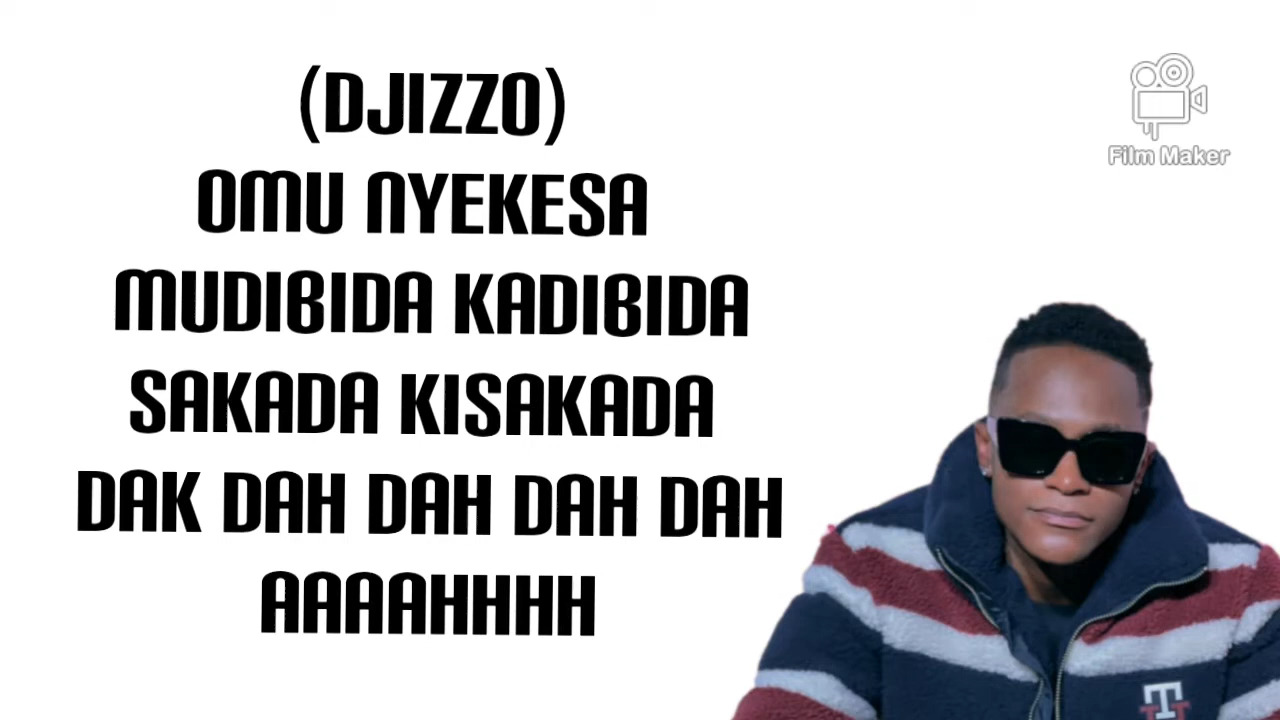 (DJIZZO)
OMU NYEKESA
MUDIBIDA KADIBIDA
SAKADA KISAKADA
DAK DAH DAH DAH DAH
AAAAHHHH
Film Maker